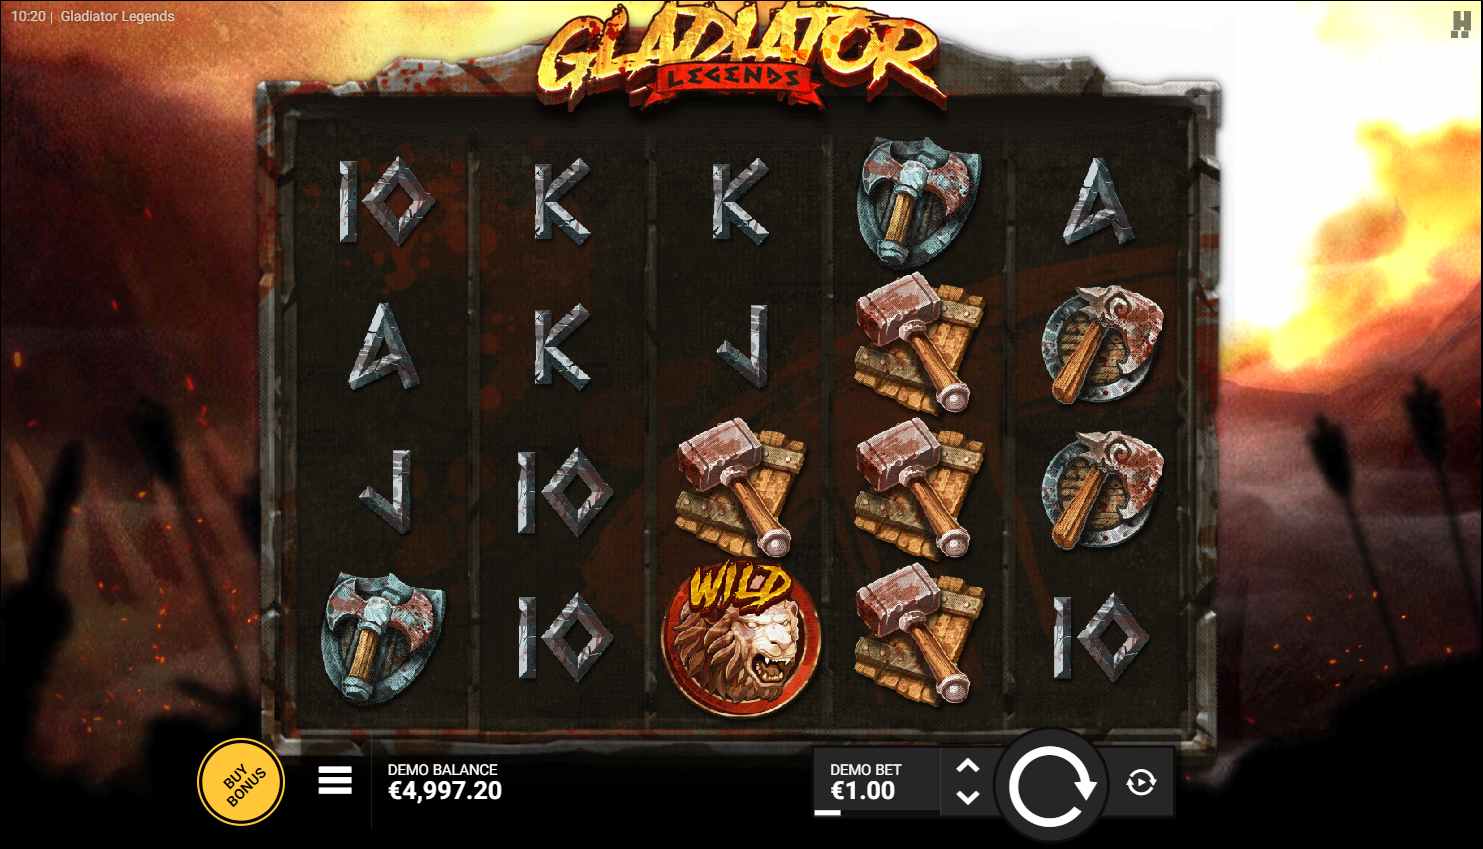 10:20 | Gladiator Legends
GLADIATOR
LEGENDS
10 K K A
A K J
J 10
10 WILD 10
BUY
BONUS
DEMO BALANCE
€4,997.20
DEMO BET
€1.00